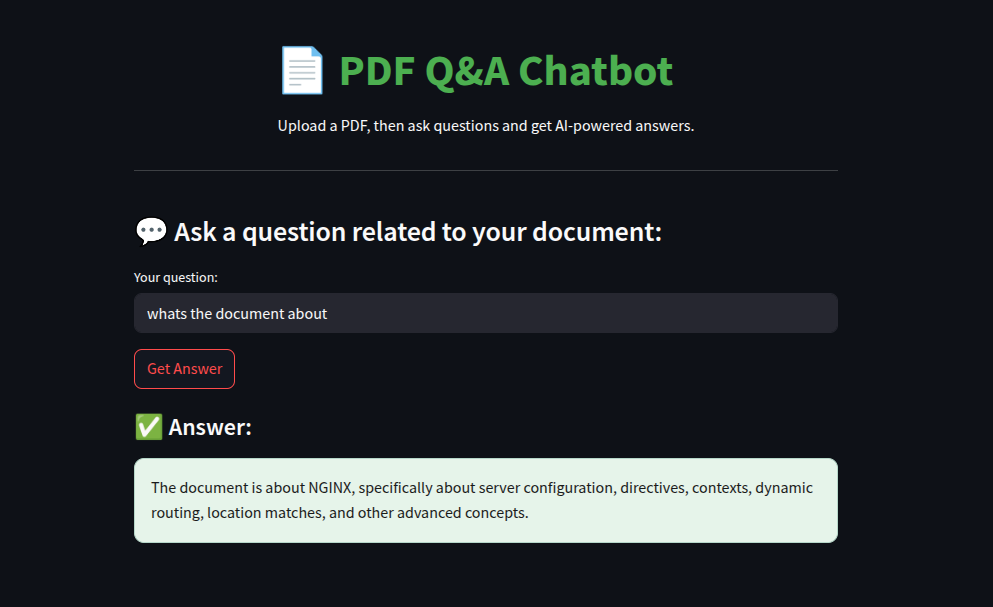 PDF Q&A Chatbot
Upload a PDF, then ask questions and get AI-powered answers.
Ask a question related to your document:
Your question:
whats the document about
Get Answer
Answer:
The document is about NGINX, specifically about server configuration, directives, contexts, dynamic
routing, location matches, and other advanced concepts.